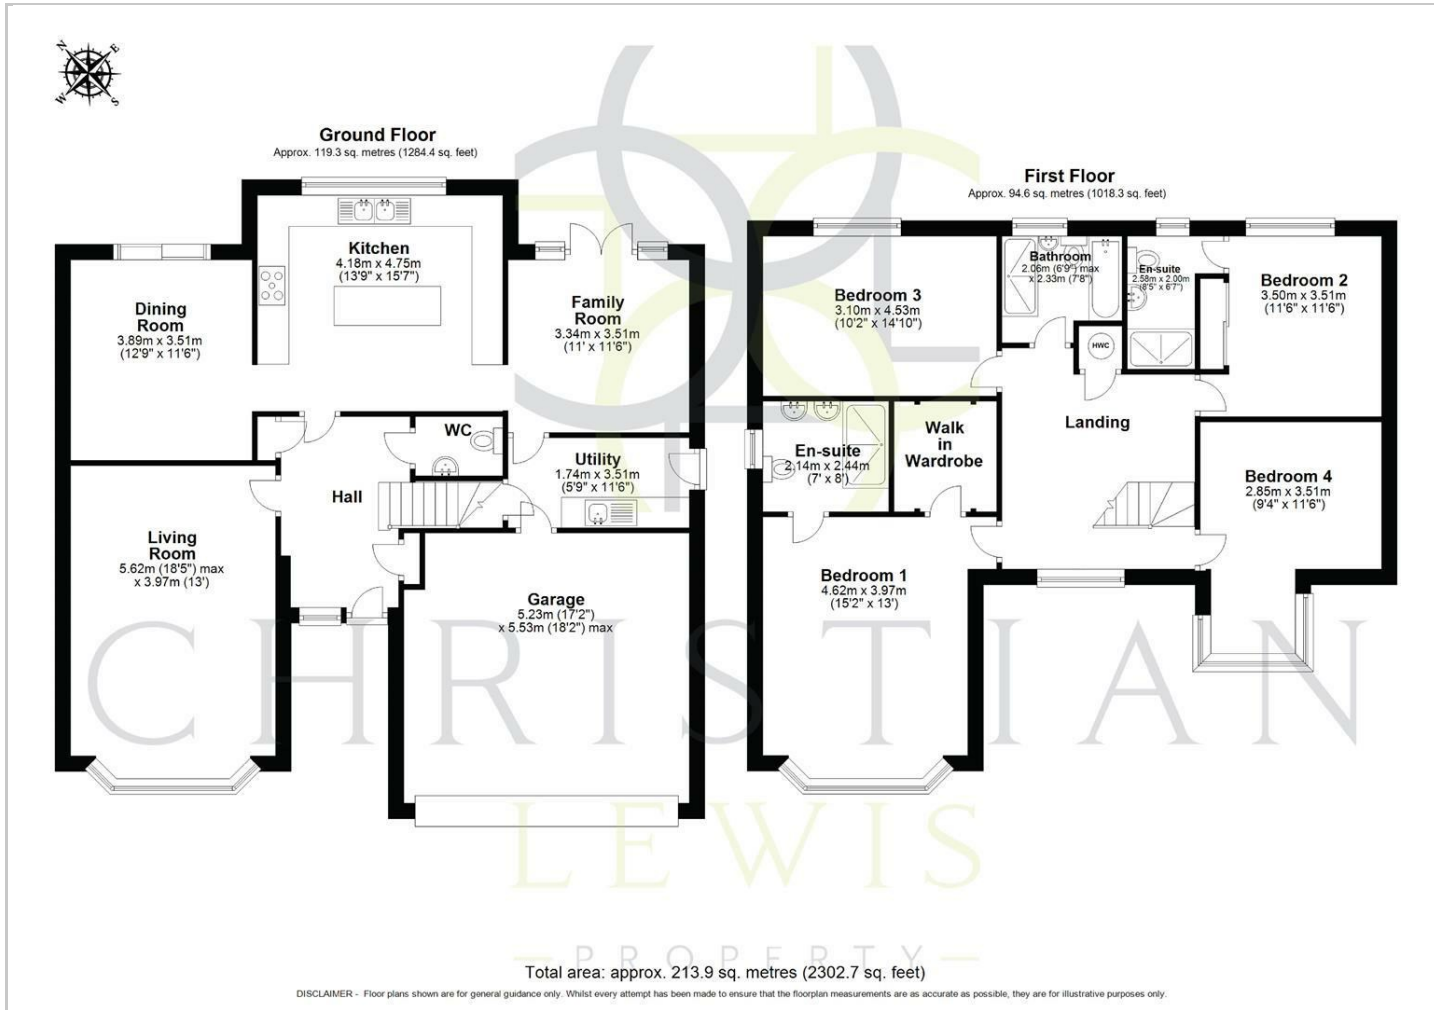 N
E
W
S
Ground Floor
Approx. 119.3 sq. metres (1284.4 sq. feet)
Kitchen
4.18m x 4.75m
(13'9" x 15'7")
Dining
Room
3.89m x 3.51m
(12'9" x 11'6")
Family
Room
3.34m x 3.51m
(11' x 11'6")
WC
Utility
1.74m x 3.51m
(5'9" x 11'6")
Hall
Living
Room
5.62m (18'5") max
x 3.97m (13')
Garage
5.23m (17'2")
x 5.53m (18'2") max
First Floor
Approx. 94.6 sq. metres (1018.3 sq. feet)
Bathroom
2.06m (6'9") max
x 2.33m (7'8")
En-suite
2.58m x 2.00m
(8'5" x 6'7")
Bedroom 2
3.50m x 3.51m
(11'6" x 11'6")
Bedroom 3
3.10m x 4.53m
(10'2" x 14'10")
HWC
Landing
Walk
in
Wardrobe
En-suite
2.14m x 2.44m
(7' x 8')
Bedroom 4
2.85m x 3.51m
(9'4" x 11'6")
Bedroom 1
4.62m x 3.97m
(15'2" x 13')
CHRISTIAN
LEWIS
PROPERTY
Total area: approx. 213.9 sq. metres (2302.7 sq. feet)
DISCLAIMER - Floor plans shown are for general guidance only. Whilst every attempt has been made to ensure that the floorplan measurements are as accurate as possible, they are for illustrative purposes only.